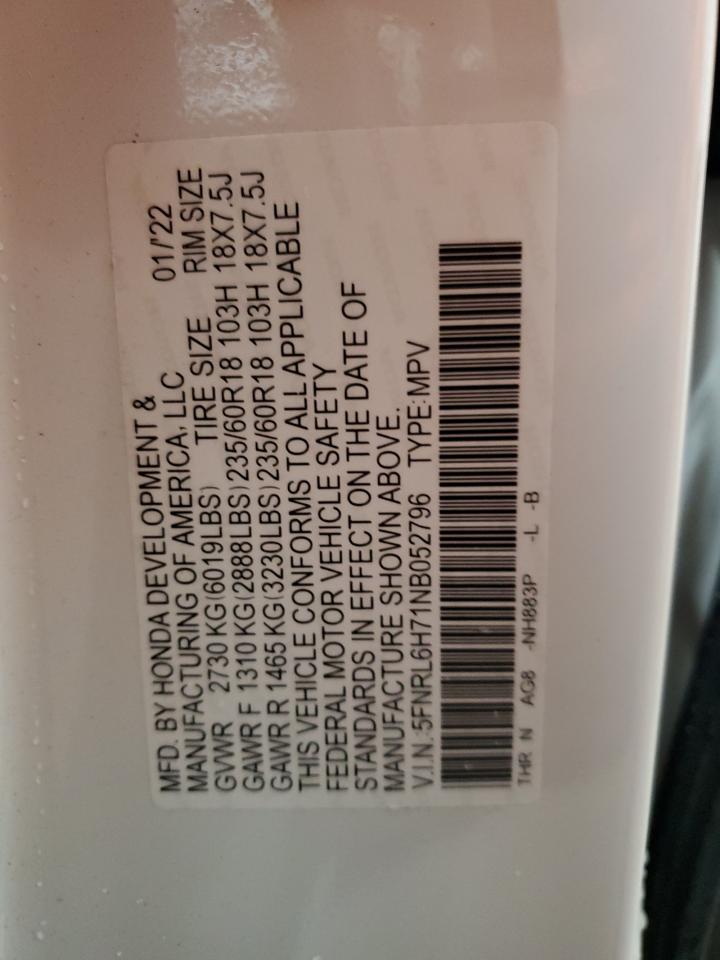 MFD. BY HONDA DEVELOPMENT &
MANUFACTURING OF AMERICA, LLC 01/'22
GVWR 2730 KG(6019LBS) TIRE SIZE RIM SIZE
GAWR F 1310 KG(2888LBS)235/60R18 103H 18X7.5J
GAWR R 1465 KG(3230LBS)235/60R18 103H 18X7.5J
THIS VEHICLE CONFORMS TO ALL APPLICABLE
FEDERAL MOTOR VEHICLE SAFETY
STANDARDS IN EFFECT ON THE DATE OF
MANUFACTURE SHOWN ABOVE.
V.I.N.:5FNRL6H71NB052796 TYPE:MPV
THR N AG8 -NH883P -L -B